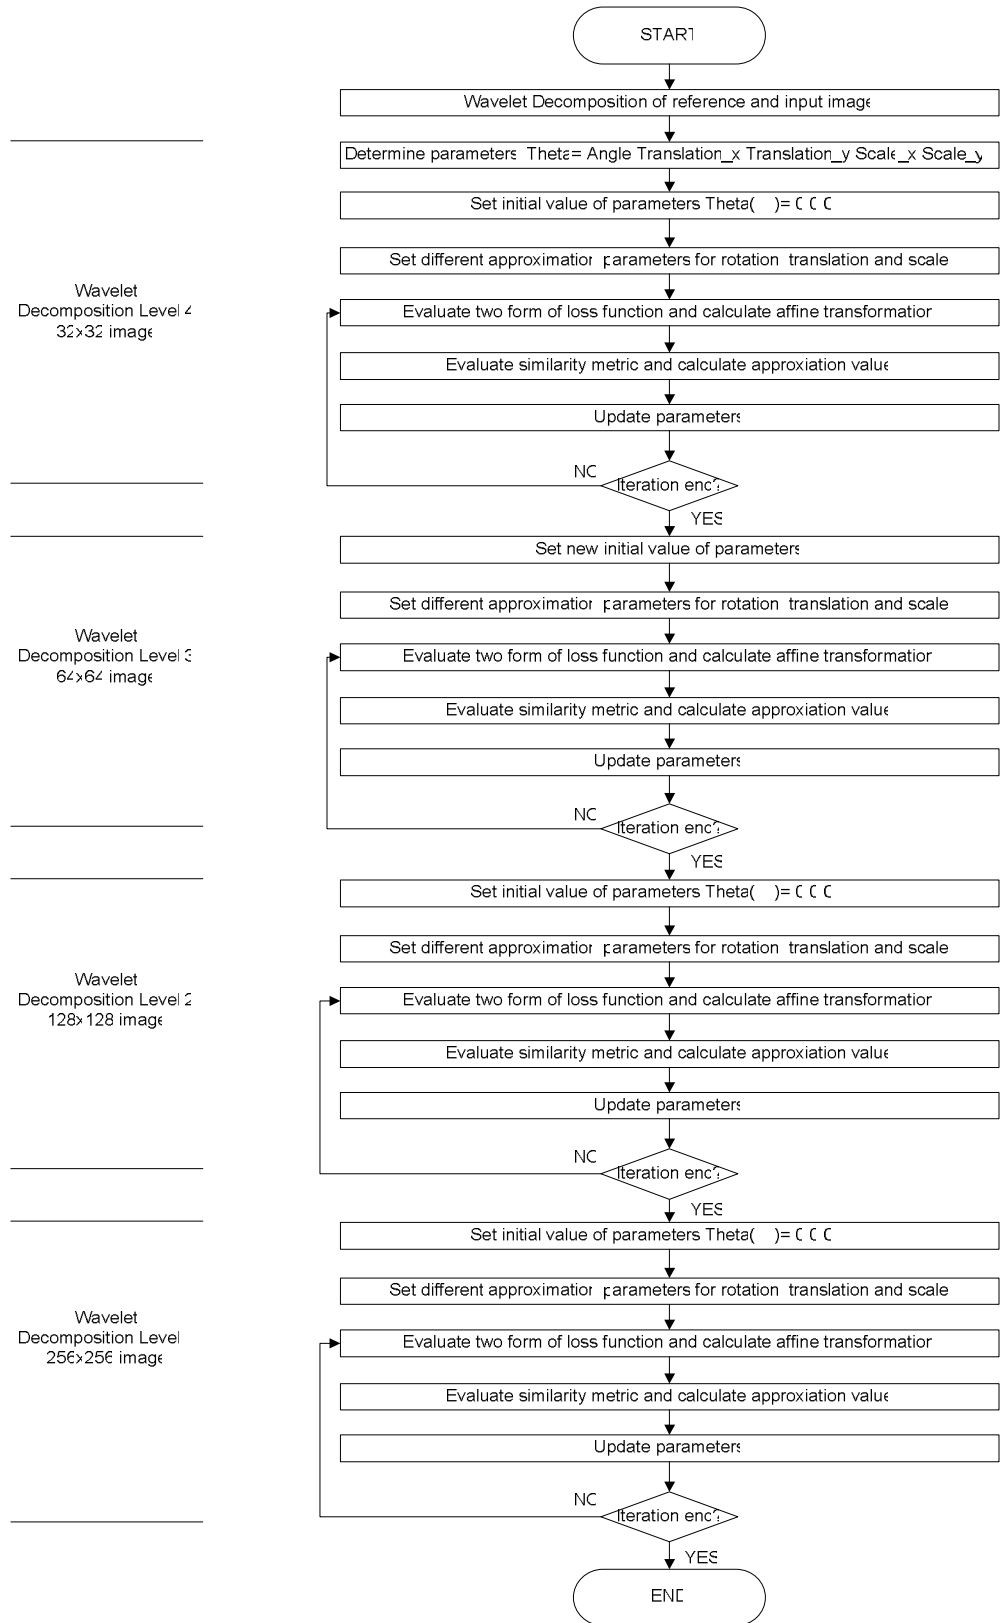 START
Wavelet Decomposition of reference and input image
Determine parameters Theta= Angle Translation_x Translation_y Scale_x Scale_y
Set initial value of parameters Theta( )= 0 0 0
Set different approximation parameters for rotation translation and scale
Wavelet
Decomposition Level 4
32x32 image
Evaluate two form of loss function and calculate affine transformation
Evaluate similarity metric and calculate approxiation value
Update parameters
NO
Iteration end?
YES
Set new initial value of parameters
Set different approximation parameters for rotation translation and scale
Wavelet
Decomposition Level 3
64x64 image
Evaluate two form of loss function and calculate affine transformation
Evaluate similarity metric and calculate approxiation value
Update parameters
NO
Iteration end?
YES
Set initial value of parameters Theta( )= 0 0 0
Set different approximation parameters for rotation translation and scale
Wavelet
Decomposition Level 2
128x128 image
Evaluate two form of loss function and calculate affine transformation
Evaluate similarity metric and calculate approxiation value
Update parameters
NO
Iteration end?
YES
Set initial value of parameters Theta( )= 0 0 0
Set different approximation parameters for rotation translation and scale
Wavelet
Decomposition Level
256x256 image
Evaluate two form of loss function and calculate affine transformation
Evaluate similarity metric and calculate approxiation value
Update parameters
NO
Iteration end?
YES
END